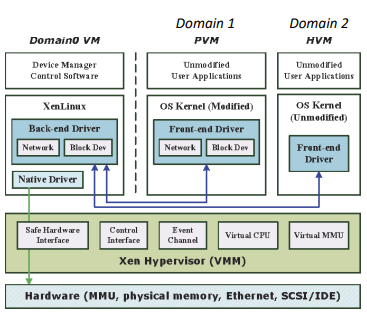 Domain 1
Domain 2
Domain0 VM
PVM
HVM
Device Manager
Control Software
Unmodified
User Applications
Unmodified
User Applications
XenLinux
Back-end Driver
Network
Block Dev
Native Driver
OS Kernel (Modified)
Front-end Driver
Network
Block Dev
OS Kernel
(Unmodified)
Front-end
Driver
Safe Hardware
Interface
Control
Interface
Event
Channel
Virtual CPU
Virtual MMU
Xen Hypervisor (VMM)
Hardware (MMU, physical memory, Ethernet, SCSI/IDE)